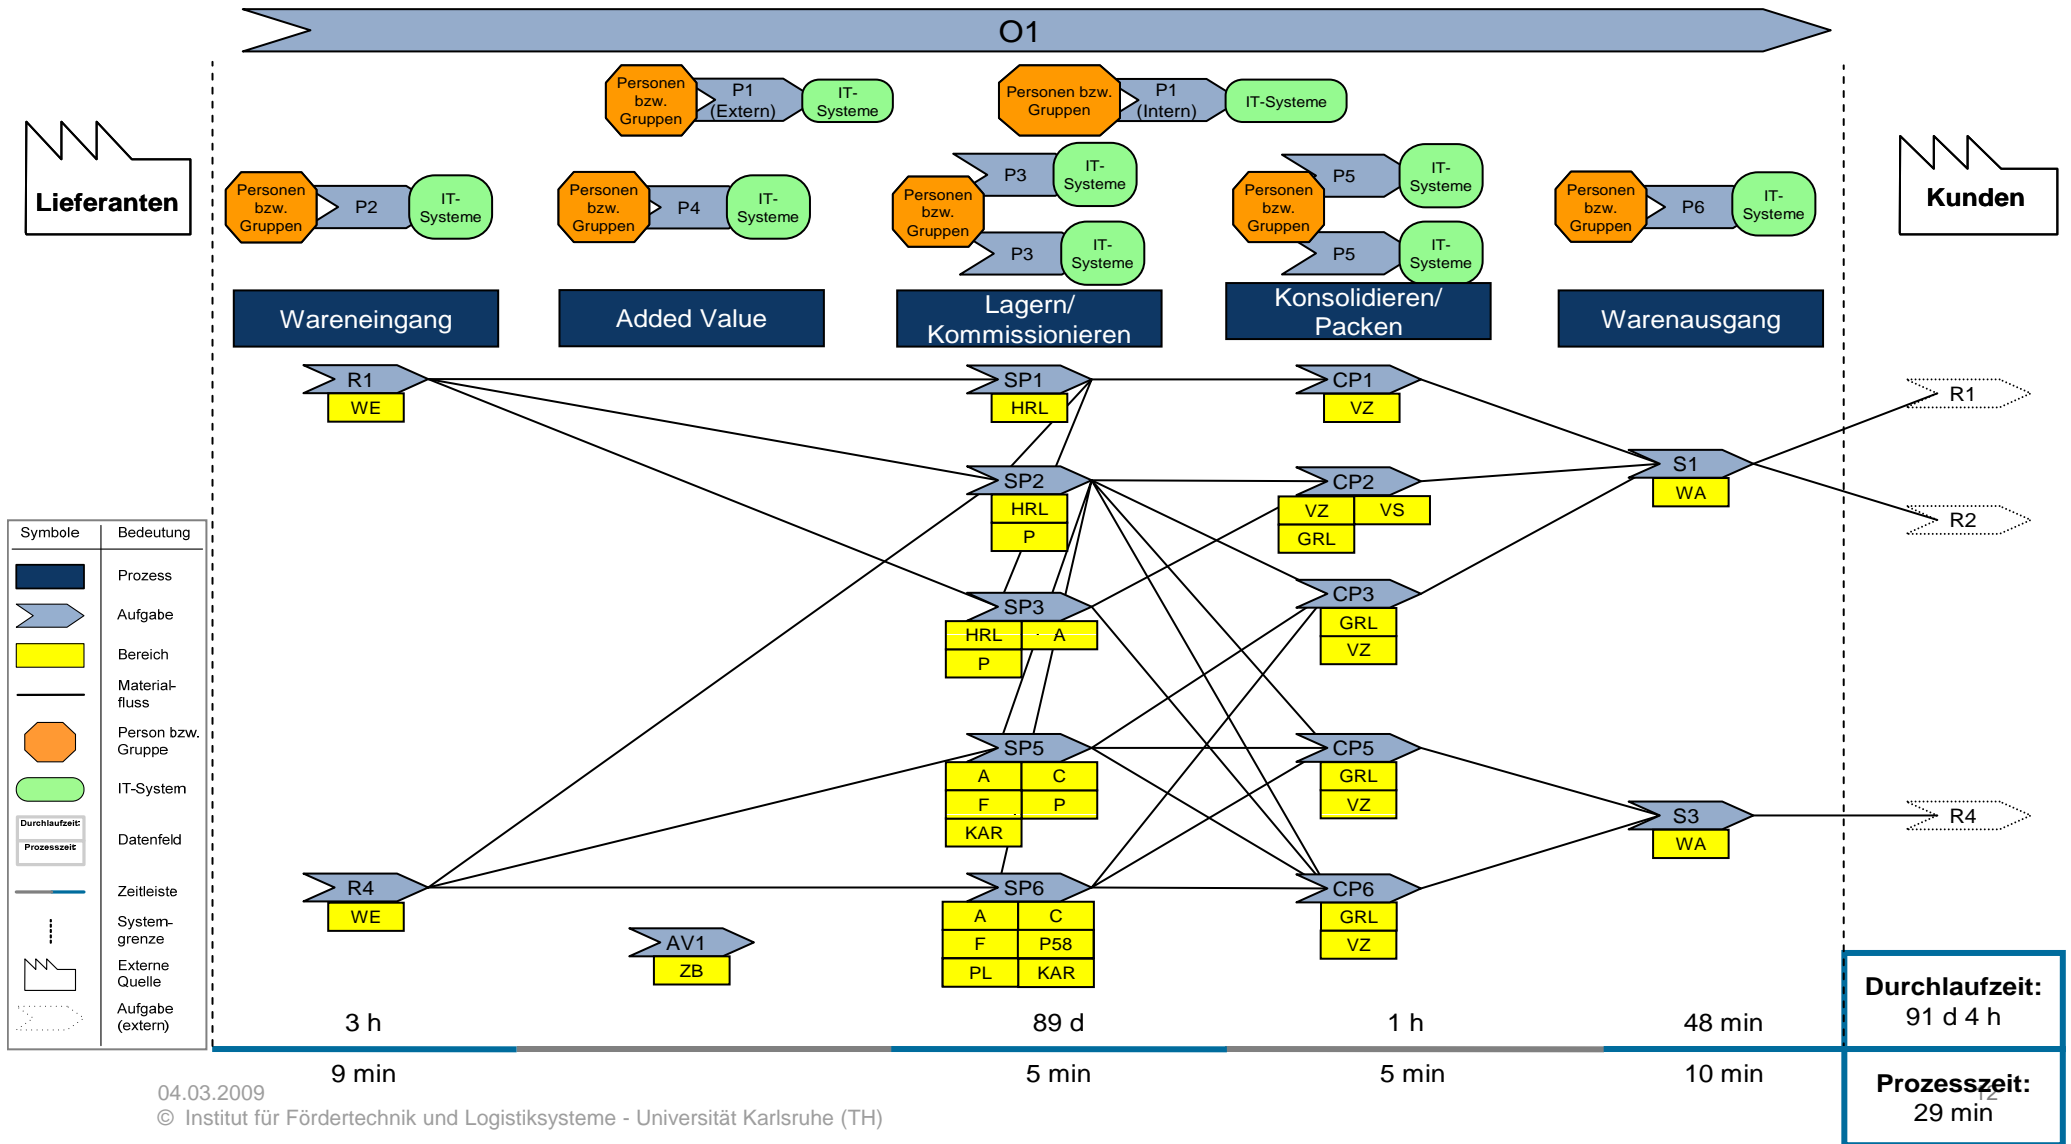 O1
Personen
bzw.
Gruppen
P1
(Extern)
IT-
Systeme
Personen bzw.
Gruppen
P1
(Intern)
IT-Systeme
Lieferanten
Personen
bzw.
Gruppen
P2
IT-
Systeme
Personen
bzw.
Gruppen
P4
IT-
Systeme
Personen
bzw.
Gruppen
P3
IT-
Systeme
P3
IT-
Systeme
Personen
bzw.
Gruppen
P5
IT-
Systeme
P5
IT-
Systeme
Personen
bzw.
Gruppen
P6
IT-
Systeme
Kunden
Wareneingang
Added Value
Lagern/
Kommissionieren
Konsolidieren/
Packen
Warenausgang
R1
WE
R4
WE
AV1
ZB
SP1
HRL
SP2
HRL
P
SP3
HRL A
P
SP5
A C
F P
KAR
SP6
A C
F P58
PL KAR
CP1
VZ
CP2
VZ VS
GRL
CP3
GRL
VZ
CP5
GRL
VZ
CP6
GRL
VZ
S1
WA
S3
WA
R1
R2
R4
Symbole Bedeutung
Prozess
Aufgabe
Bereich
Material-
fluss
Person bzw.
Gruppe
IT-System
Durchlaufzeit:
Prozesszeit:
Datenfeld
Zeitleiste
System-
grenze
Externe
Quelle
Aufgabe
(extern)
3 h 89 d 1 h 48 min
9 min 5 min 5 min 10 min
Durchlaufzeit:
91 d 4 h
Prozesszeit:
29 min
12
04.03.2009
© Institut für Fördertechnik und Logistiksysteme - Universität Karlsruhe (TH)